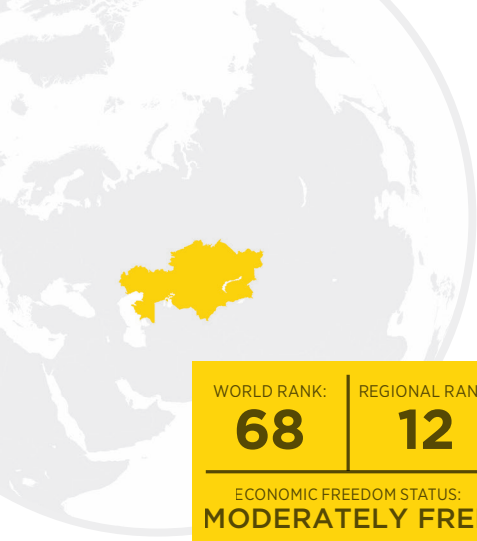 WORLD RANK:
68
REGIONAL RAN
12
ECONOMIC FREEDOM STATUS:
MODERATELY FRE